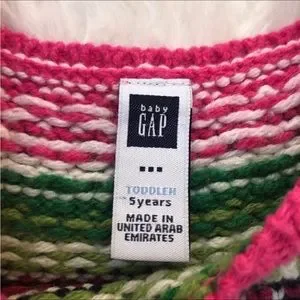 baby
GAP
TODDLER
5years
MADE IN
UNITED ARAB
EMIRATES